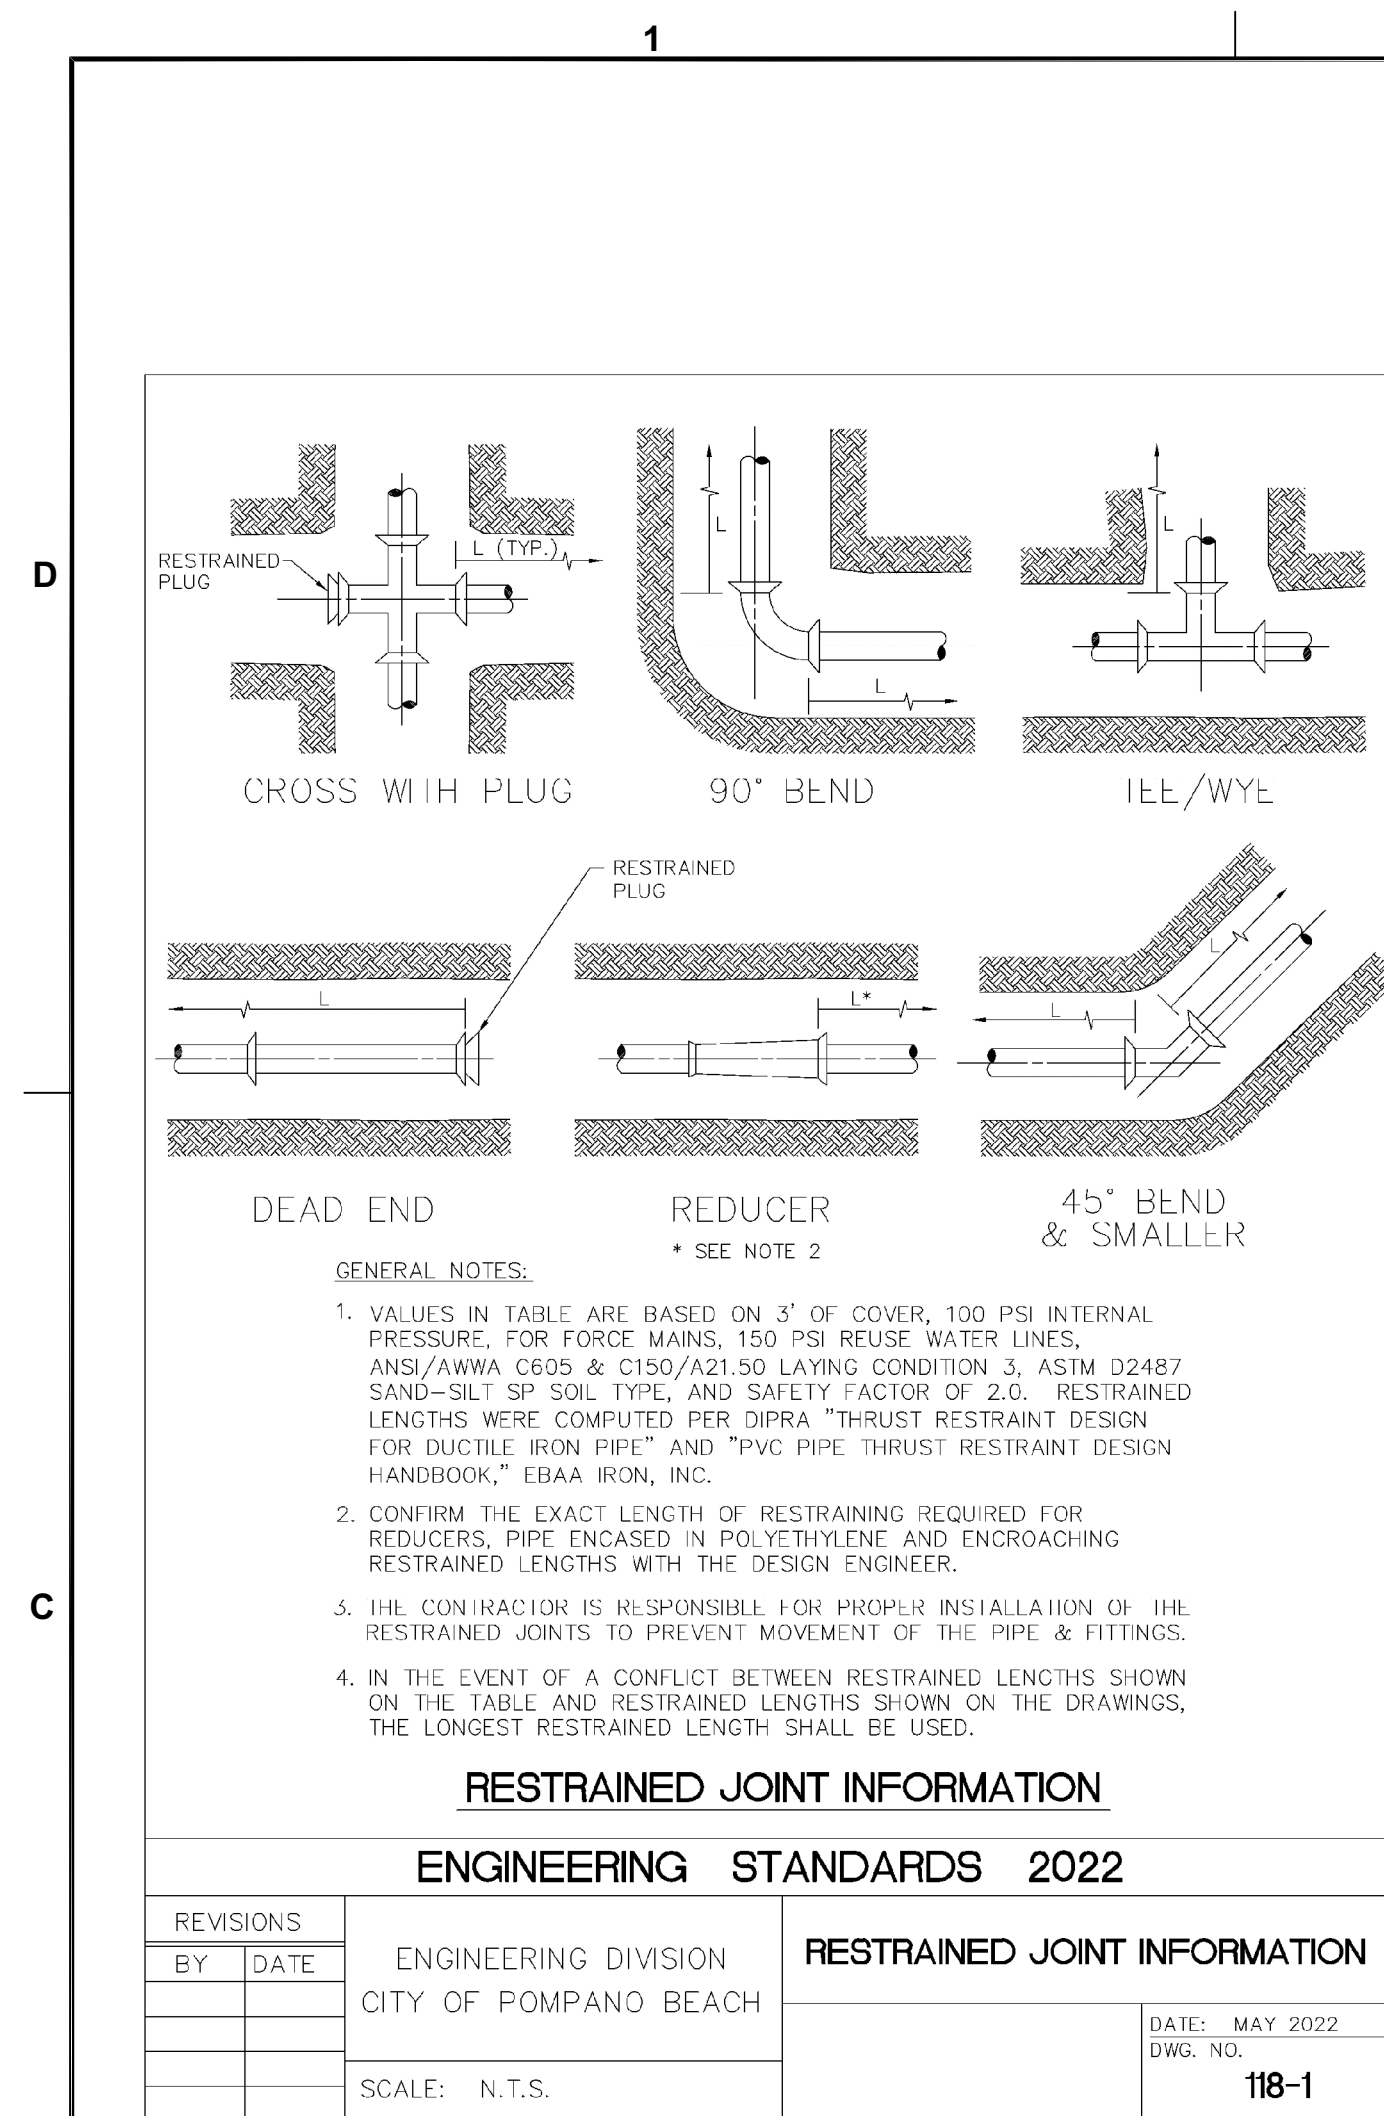 1
D
C
RESTRAINED
PLUG
L (TYP.)
L
L
L
CROSS WITH PLUG
90° BEND
TEE/WYE
RESTRAINED
PLUG
L
L*
L
L
DEAD END
REDUCER
* SEE NOTE 2
45° BEND
& SMALLER
GENERAL NOTES:
1. VALUES IN TABLE ARE BASED ON 3' OF COVER, 100 PSI INTERNAL
PRESSURE, FOR FORCE MAINS, 150 PSI REUSE WATER LINES,
ANSI/AWWA C605 & C150/A21.50 LAYING CONDITION 3, ASTM D2487
SAND-SILT SP SOIL TYPE, AND SAFETY FACTOR OF 2.0. RESTRAINED
LENGTHS WERE COMPUTED PER DIPRA "THRUST RESTRAINT DESIGN
FOR DUCTILE IRON PIPE" AND "PVC PIPE THRUST RESTRAINT DESIGN
HANDBOOK," EBAA IRON, INC.
2. CONFIRM THE EXACT LENGTH OF RESTRAINING REQUIRED FOR
REDUCERS, PIPE ENCASED IN POLYETHYLENE AND ENCROACHING
RESTRAINED LENGTHS WITH THE DESIGN ENGINEER.
3. THE CONTRACTOR IS RESPONSIBLE FOR PROPER INSTALLATION OF THE
RESTRAINED JOINTS TO PREVENT MOVEMENT OF THE PIPE & FITTINGS.
4. IN THE EVENT OF A CONFLICT BETWEEN RESTRAINED LENGTHS SHOWN
ON THE TABLE AND RESTRAINED LENGTHS SHOWN ON THE DRAWINGS,
THE LONGEST RESTRAINED LENGTH SHALL BE USED.
RESTRAINED JOINT INFORMATION
ENGINEERING STANDARDS 2022
REVISIONS
BY DATE
ENGINEERING DIVISION
CITY OF POMPANO BEACH
SCALE: N.T.S.
RESTRAINED JOINT INFORMATION
DATE: MAY 2022
DWG. NO.
118-1